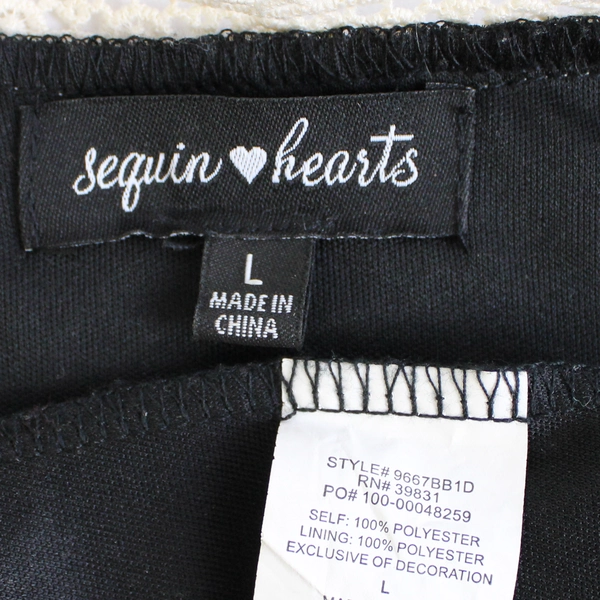 sequin hearts
L
MADE IN
CHINA
STYLE# 9667BB1D
RN# 39831
PO# 100-00048259
SELF: 100% POLYESTER
LINING: 100% POLYESTER
EXCLUSIVE OF DECORATION
L